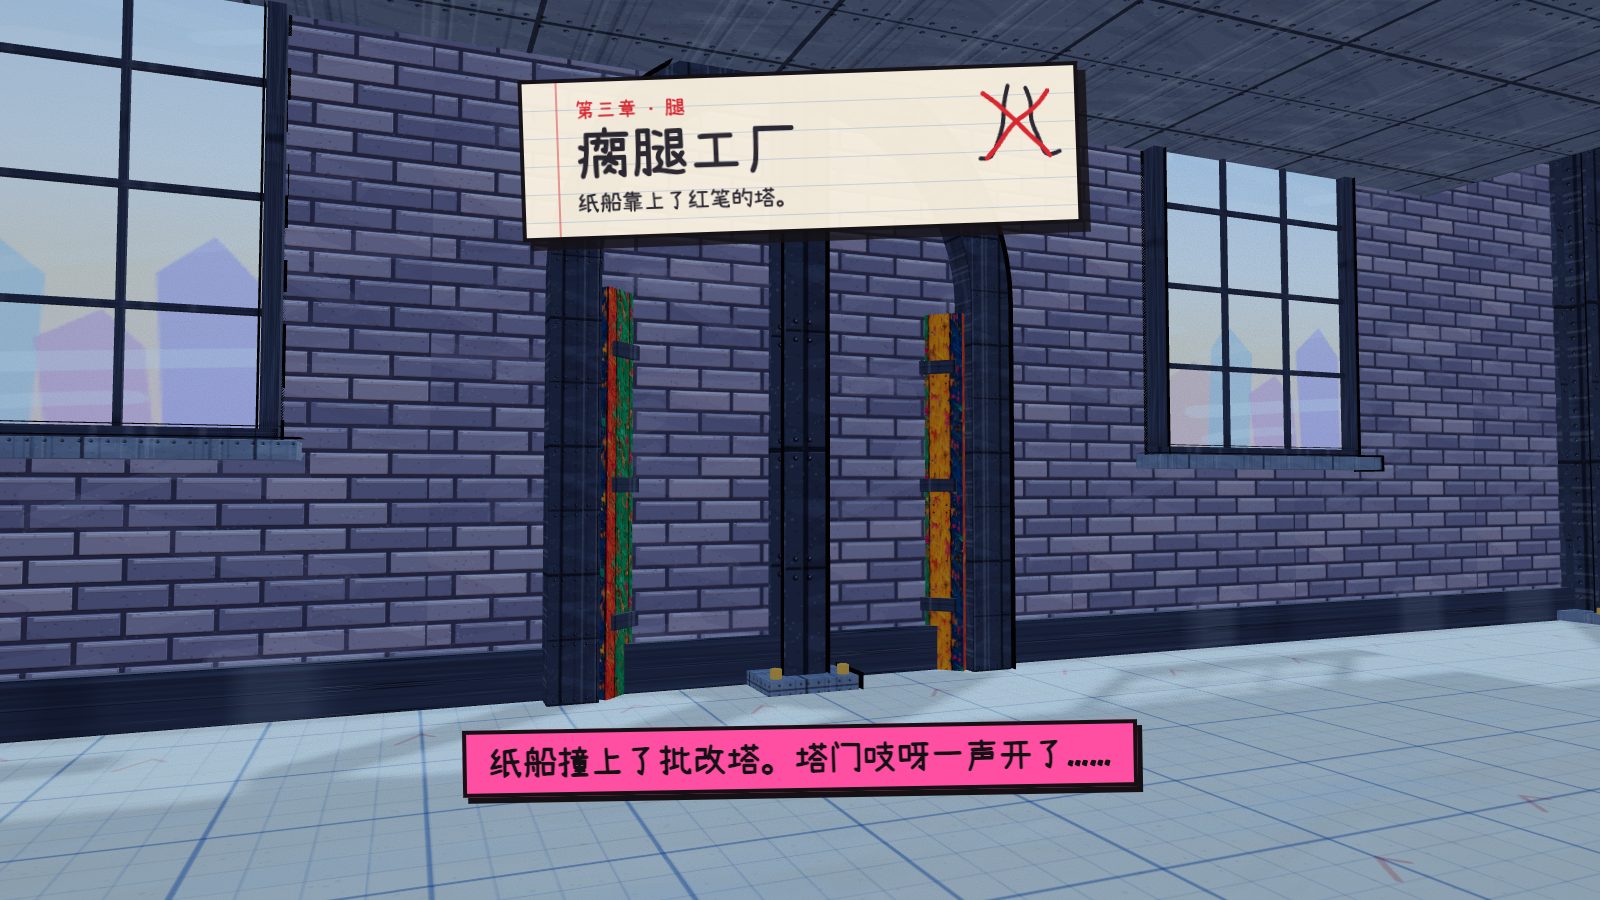 第三章·腿
瘸腿工厂
纸船靠上了红笔的塔。
纸船撞上了批改塔。塔门吱呀一声开了……